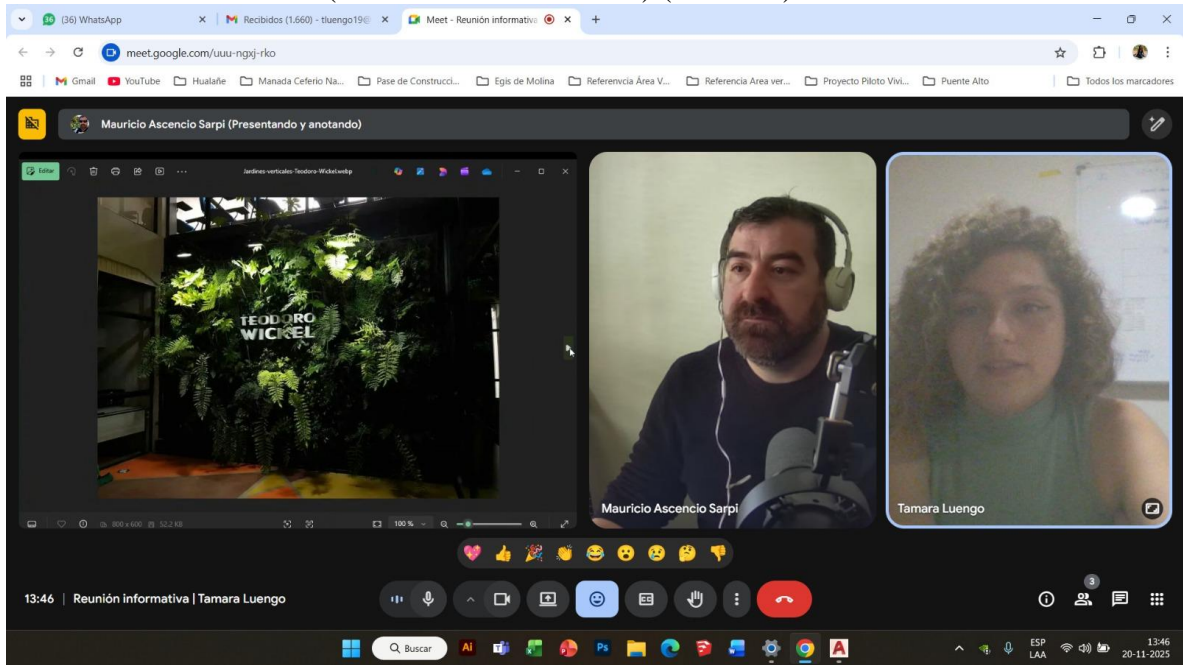 (36) WhatsApp
Recibidos (1.660) - tluengo19@
Meet - Reunión informativa
meet.google.com/uuu-ngxj-rko
Gmail
YouTube
Hualañe
Manada Ceferio Na...
Pase de Construcci...
Egis de Molina
Referenvcia Área V...
Referencia Area ver...
Proyecto Piloto Vivi...
Puente Alto
Todos los marcadores
Mauricio Ascencio Sarpi (Presentando y anotando)
Editar
Jardines-verticales-Teodoro-Wickel.webp
TEODORO
WICKEL
800 x 600
52.2 KB
100 %
Mauricio Ascencio Sarpi
Tamara Luengo
13:46 | Reunión informativa | Tamara Luengo
3
36
Buscar
Ai
Ps
ESP
LAA
13:46
20-11-2025